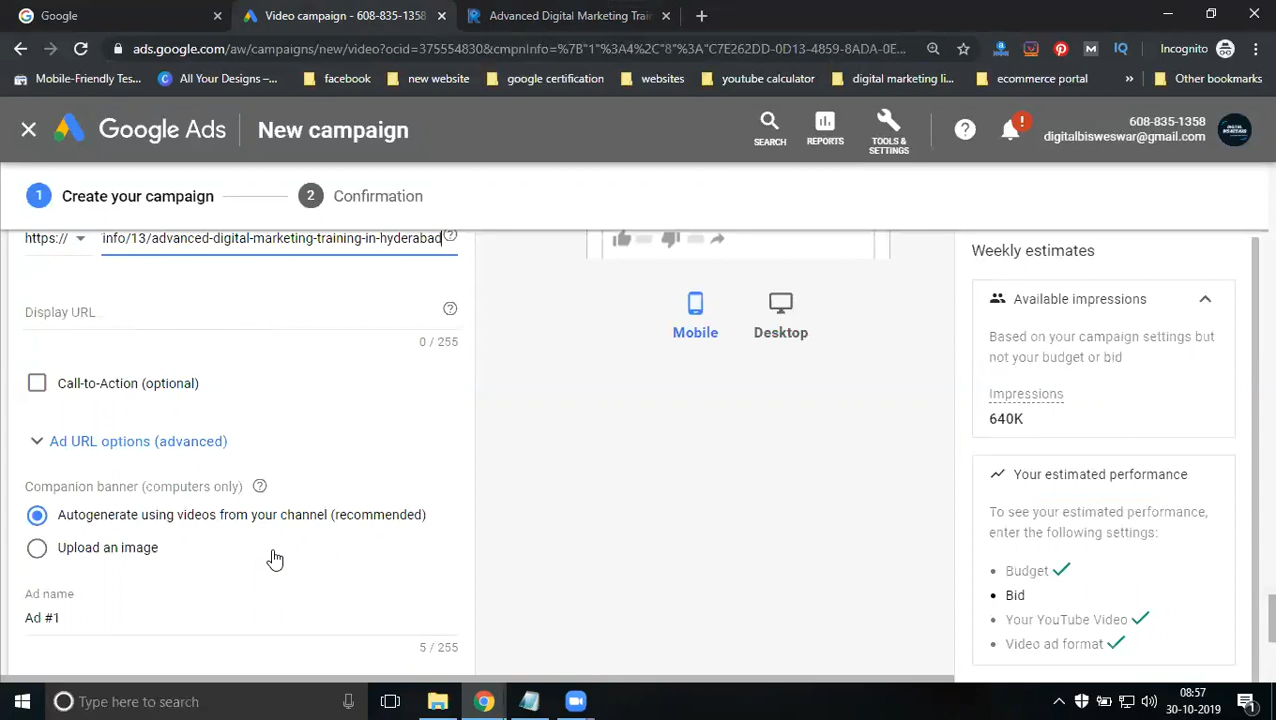 Google
Video campaign - 608-835-1358
Advanced Digital Marketing Trai
ads.google.com/aw/campaigns/new/video?ocid=375554830&cmpnInfo=%7B"1"%3A4%2C"8"%3A"C7E262DD-0D13-4859-8ADA-0E...
Incognito
Mobile-Friendly Tes...
All Your Designs –...
facebook
new website
google certification
websites
youtube calculator
digital marketing li...
ecommerce portal
»
Other bookmarks
Google Ads
New campaign
SEARCH
REPORTS
TOOLS &
SETTINGS
608-835-1358
digitalbisweswar@gmail.com
1
Create your campaign
2
Confirmation
https://
info/13/advanced-digital-marketing-training-in-hyderabad
Display URL
0 / 255
Call-to-Action (optional)
Ad URL options (advanced)
Companion banner (computers only)
Autogenerate using videos from your channel (recommended)
Upload an image
Ad name
Ad #1
5 / 255
Mobile
Desktop
Weekly estimates
Available impressions
Based on your campaign settings but
not your budget or bid
Impressions
640K
Your estimated performance
To see your estimated performance,
enter the following settings:
• Budget
• Bid
• Your YouTube Video
• Video ad format
Type here to search
08:57
30-10-2019